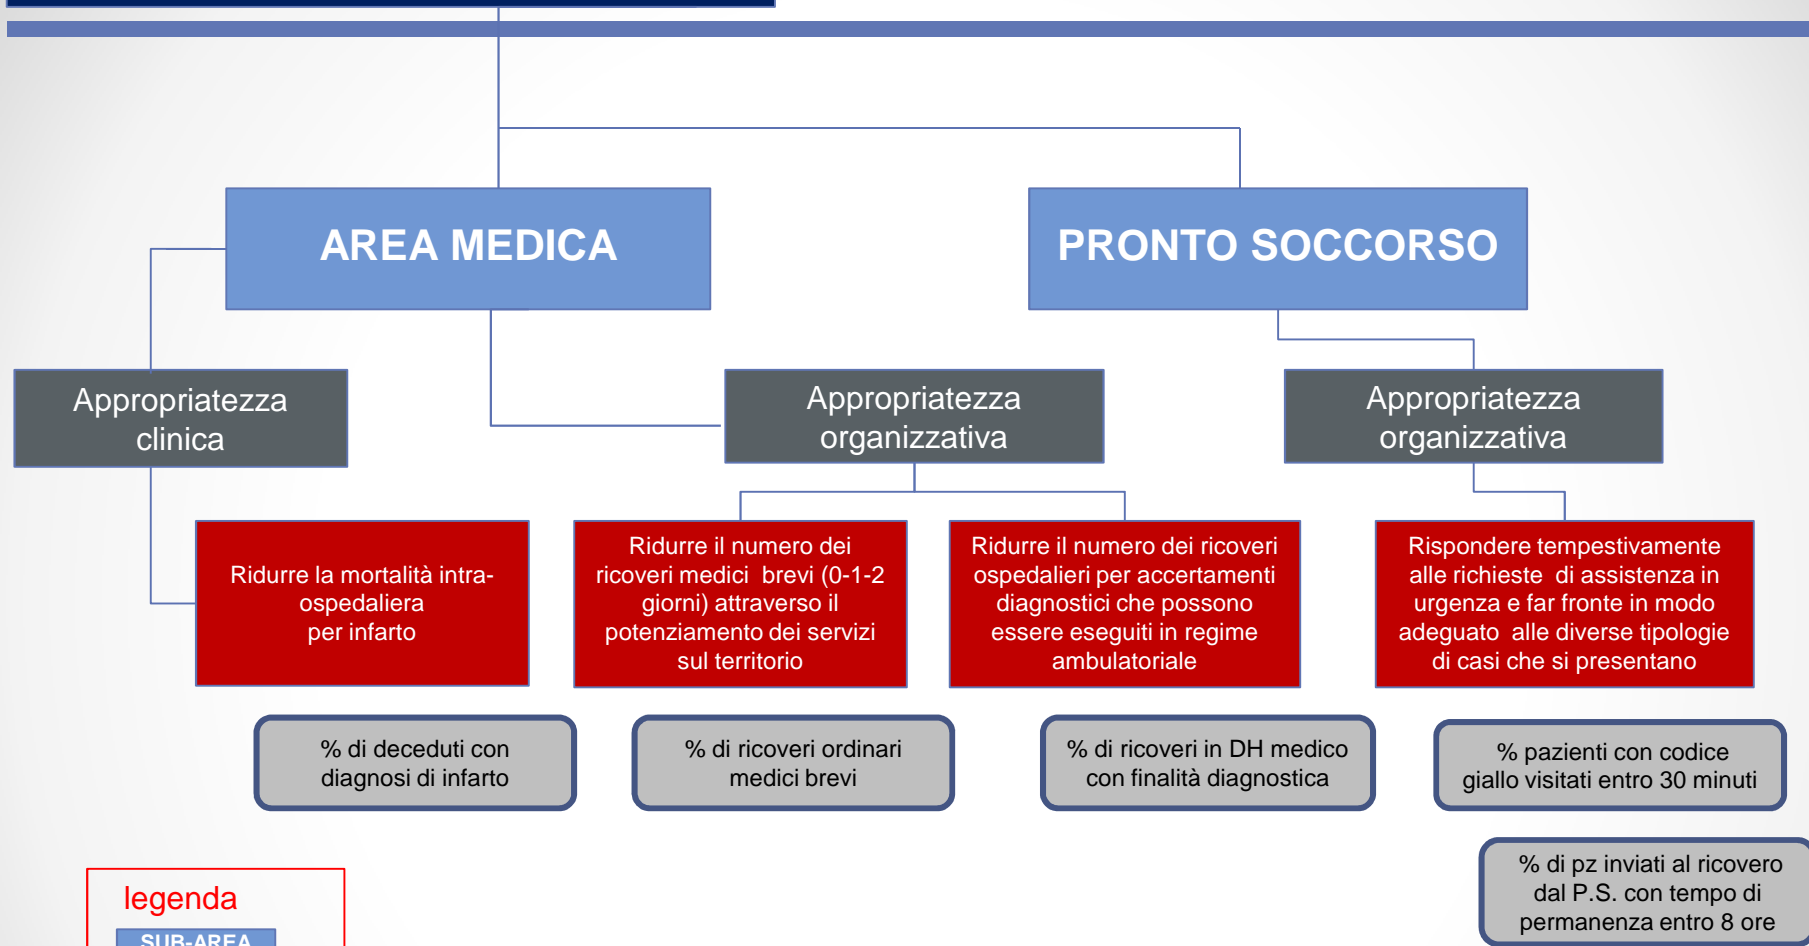 AREA MEDICA
PRONTO SOCCORSO
Appropriatezza
clinica
Appropriatezza
organizzativa
Appropriatezza
organizzativa
Ridurre la mortalità intra-
ospedaliera
per infarto
Ridurre il numero dei
ricoveri medici brevi (0-1-2
giorni) attraverso il
potenziamento dei servizi
sul territorio
Ridurre il numero dei ricoveri
ospedalieri per accertamenti
diagnostici che possono
essere eseguiti in regime
ambulatoriale
Rispondere tempestivamente
alle richieste di assistenza in
urgenza e far fronte in modo
adeguato alle diverse tipologie
di casi che si presentano
% di deceduti con
diagnosi di infarto
% di ricoveri ordinari
medici brevi
% di ricoveri in DH medico
con finalità diagnostica
% pazienti con codice
giallo visitati entro 30 minuti
% di pz inviati al ricovero
dal P.S. con tempo di
permanenza entro 8 ore
legenda
SUB-AREA